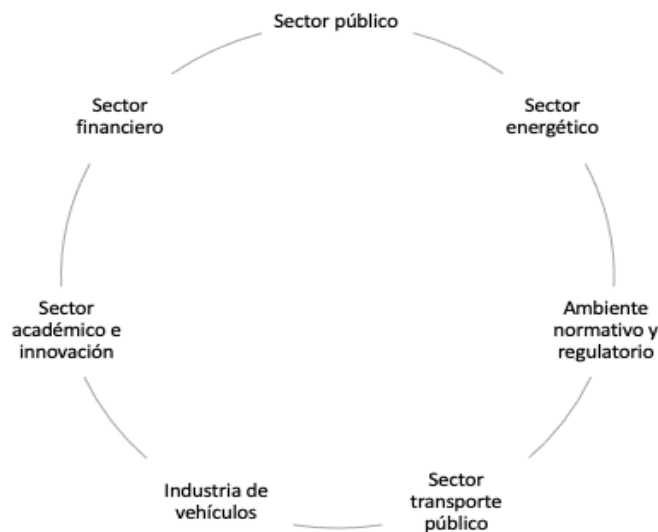 Sector público
Sector
energético
Ambiente
normativo y
regulatorio
Sector
transporte
público
Industria de
vehículos
Sector
académico e
innovación
Sector
financiero